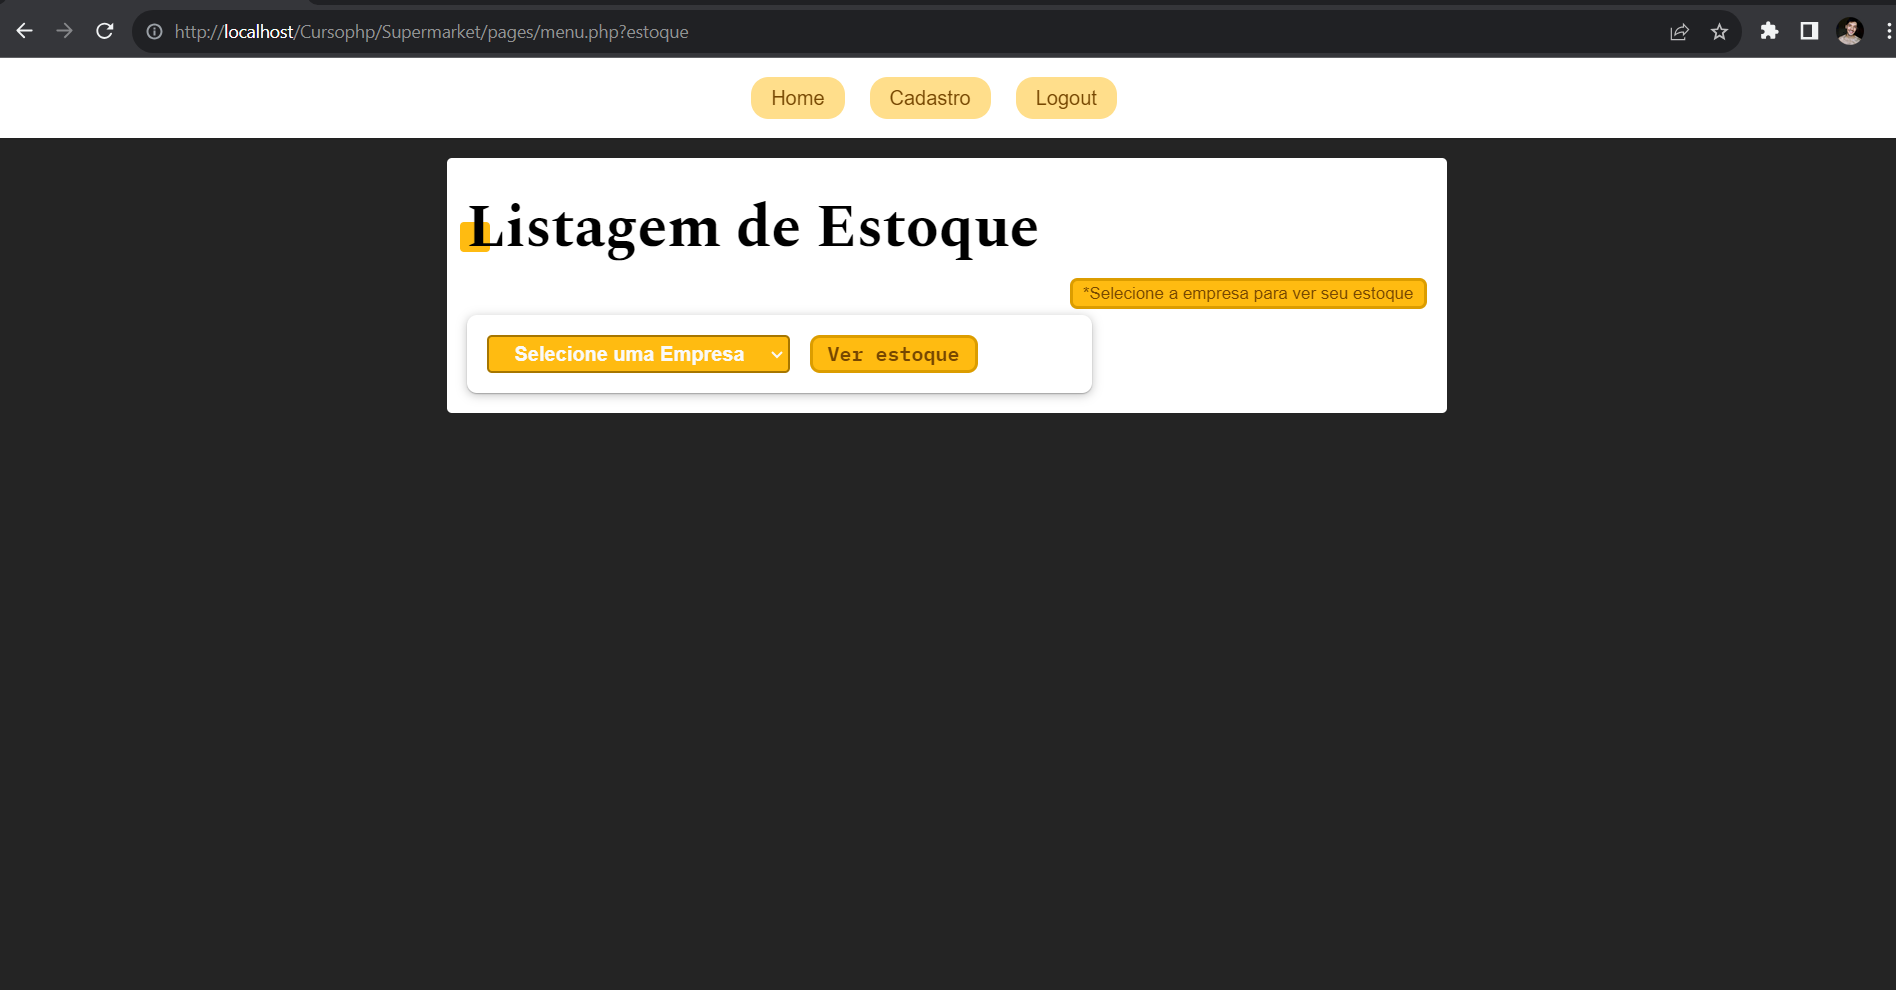 http://localhost/Cursophp/Supermarket/pages/menu.php?estoque
Home Cadastro Logout
Listagem de Estoque
*Selecione a empresa para ver seu estoque
Selecione uma Empresa Ver estoque